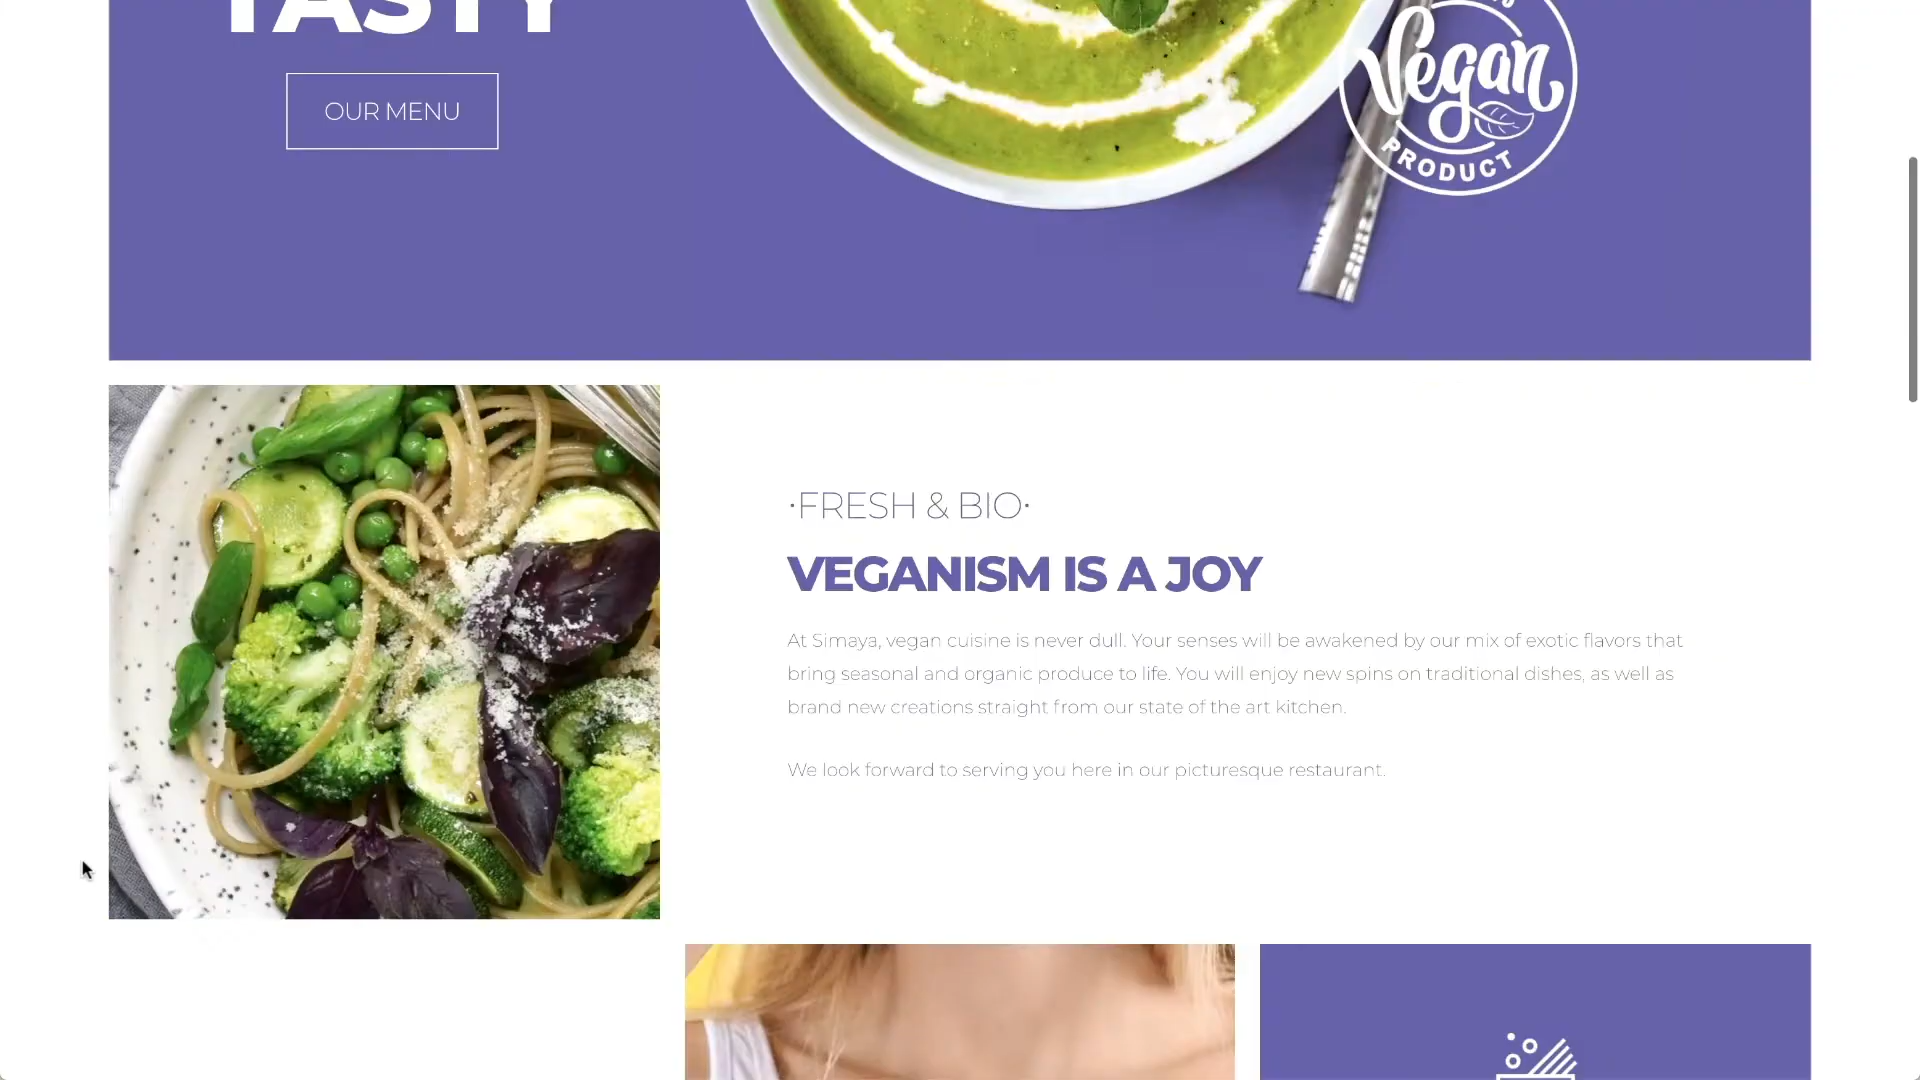 TASTY
OUR MENU
Vegan
PRODUCT
·FRESH & BIO·
VEGANISM IS A JOY
At Simaya, vegan cuisine is never dull. Your senses will be awakened by our mix of exotic flavors that
bring seasonal and organic produce to life. You will enjoy new spins on traditional dishes, as well as
brand new creations straight from our state of the art kitchen.
We look forward to serving you here in our picturesque restaurant.